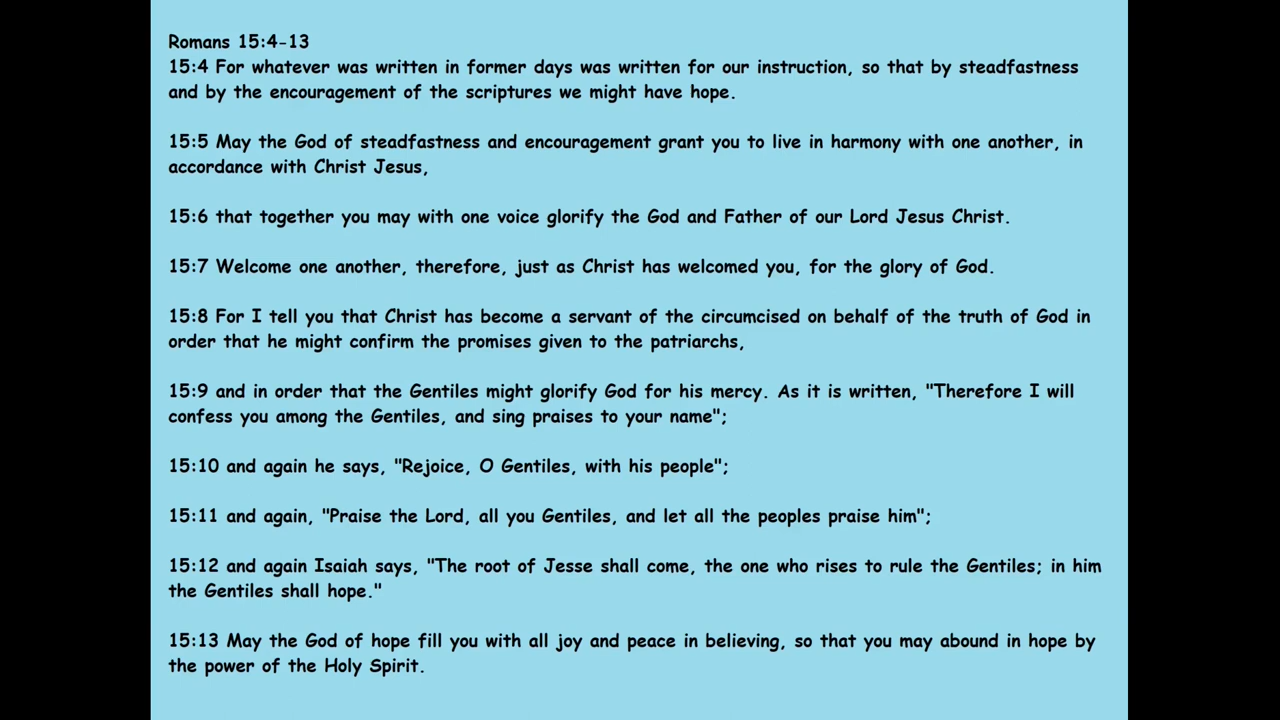 Romans 15:4-13
15:4 For whatever was written in former days was written for our instruction, so that by steadfastness
and by the encouragement of the scriptures we might have hope.
15:5 May the God of steadfastness and encouragement grant you to live in harmony with one another, in
accordance with Christ Jesus,
15:6 that together you may with one voice glorify the God and Father of our Lord Jesus Christ.
15:7 Welcome one another, therefore, just as Christ has welcomed you, for the glory of God.
15:8 For I tell you that Christ has become a servant of the circumcised on behalf of the truth of God in
order that he might confirm the promises given to the patriarchs,
15:9 and in order that the Gentiles might glorify God for his mercy. As it is written, "Therefore I will
confess you among the Gentiles, and sing praises to your name";
15:10 and again he says, "Rejoice, O Gentiles, with his people";
15:11 and again, "Praise the Lord, all you Gentiles, and let all the peoples praise him";
15:12 and again Isaiah says, "The root of Jesse shall come, the one who rises to rule the Gentiles; in him
the Gentiles shall hope."
15:13 May the God of hope fill you with all joy and peace in believing, so that you may abound in hope by
the power of the Holy Spirit.